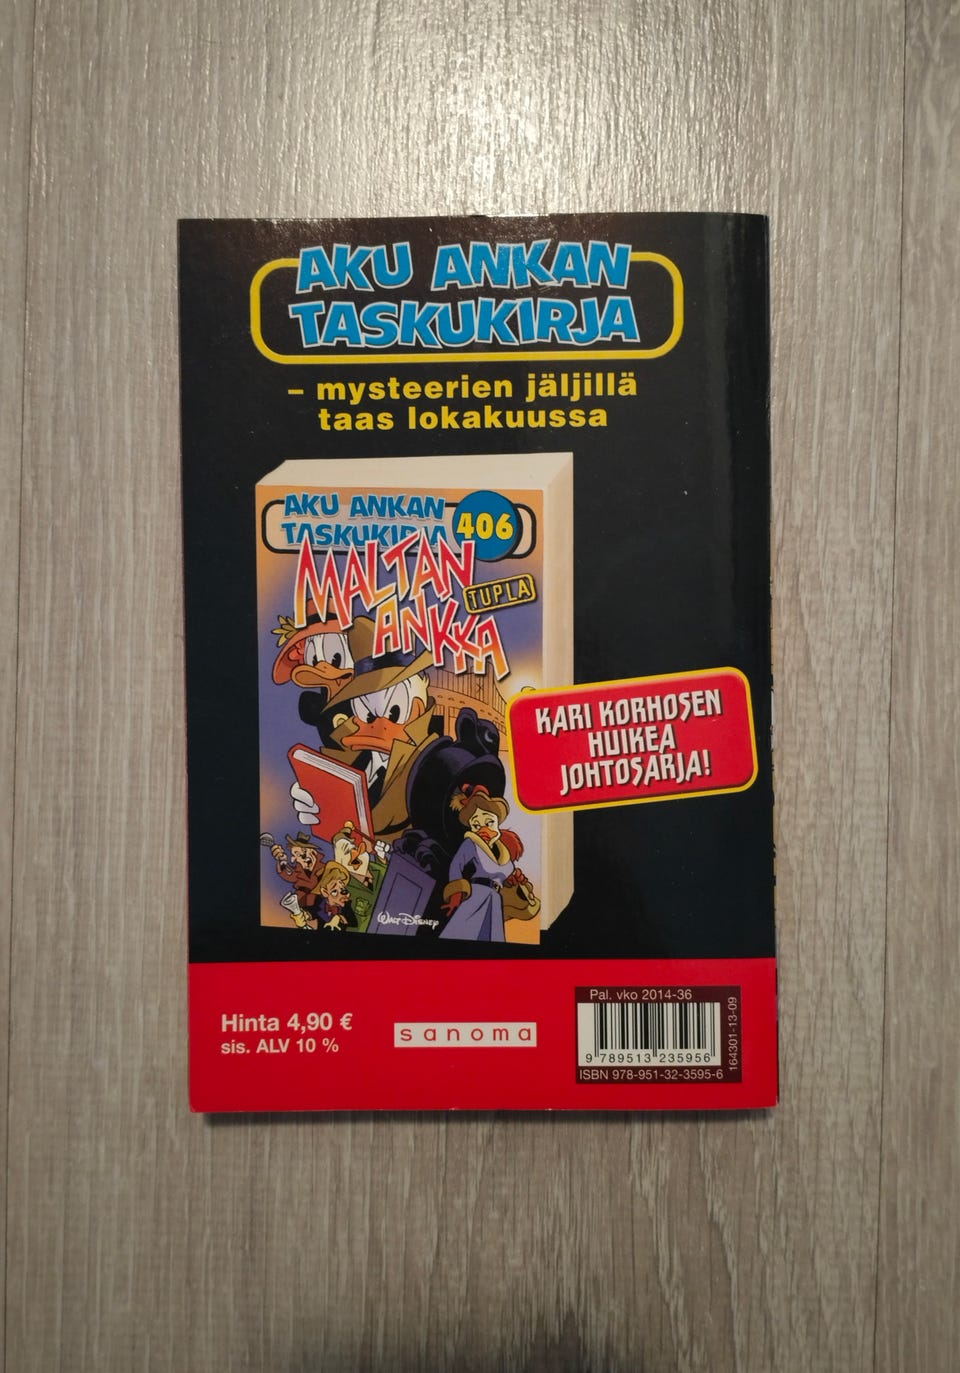 AKU ANKAN
TASKUKIRJA
– mysteerien jäljillä
taas lokakuussa
AKU ANKAN
TASKUKIRJA
406
MALTAN
ANKKA
TUPLA
KARI KORHOSEN
HUIKEA
JOHTOSARJA!
WALT DISNEY
Hinta 4,90 €
sis. ALV 10 %
sanoma
Pal. vko 2014-36
9 789513 235956
ISBN 978-951-32-3595-6
164301-13-09